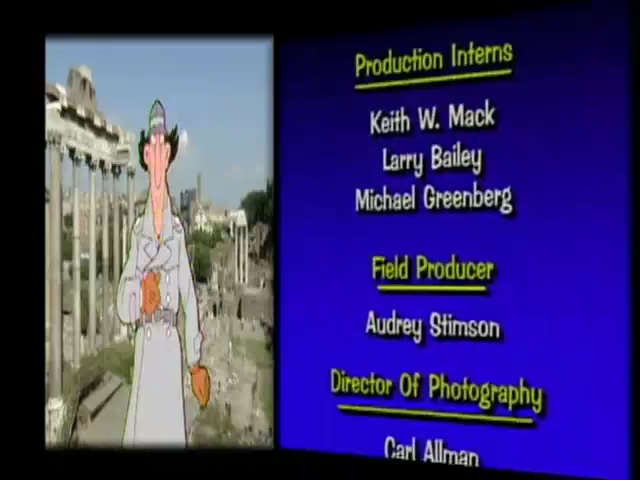 Production Interns
Keith W. Mack
Larry Bailey
Michael Greenberg
Field Producer
Audrey Stimson
Director Of Photography
Carl Allman